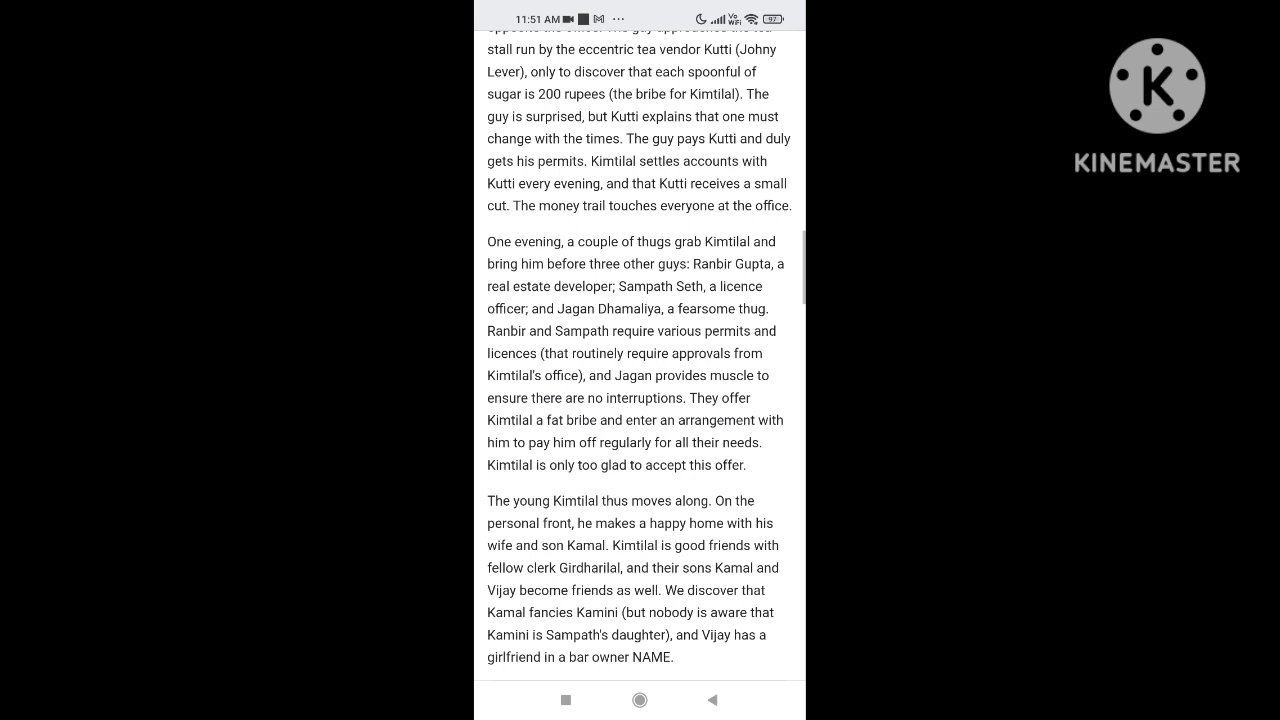 11:51 AM
Vo
WiFi
97
stall run by the eccentric tea vendor Kutti (Johny
Lever), only to discover that each spoonful of
sugar is 200 rupees (the bribe for Kimtilal). The
guy is surprised, but Kutti explains that one must
change with the times. The guy pays Kutti and duly
gets his permits. Kimtilal settles accounts with
Kutti every evening, and that Kutti receives a small
cut. The money trail touches everyone at the office.
One evening, a couple of thugs grab Kimtilal and
bring him before three other guys: Ranbir Gupta, a
real estate developer; Sampath Seth, a licence
officer; and Jagan Dhamaliya, a fearsome thug.
Ranbir and Sampath require various permits and
licences (that routinely require approvals from
Kimtilal's office), and Jagan provides muscle to
ensure there are no interruptions. They offer
Kimtilal a fat bribe and enter an arrangement with
him to pay him off regularly for all their needs.
Kimtilal is only too glad to accept this offer.
The young Kimtilal thus moves along. On the
personal front, he makes a happy home with his
wife and son Kamal. Kimtilal is good friends with
fellow clerk Girdharilal, and their sons Kamal and
Vijay become friends as well. We discover that
Kamal fancies Kamini (but nobody is aware that
Kamini is Sampath's daughter), and Vijay has a
girlfriend in a bar owner NAME.
K
KINEMASTER